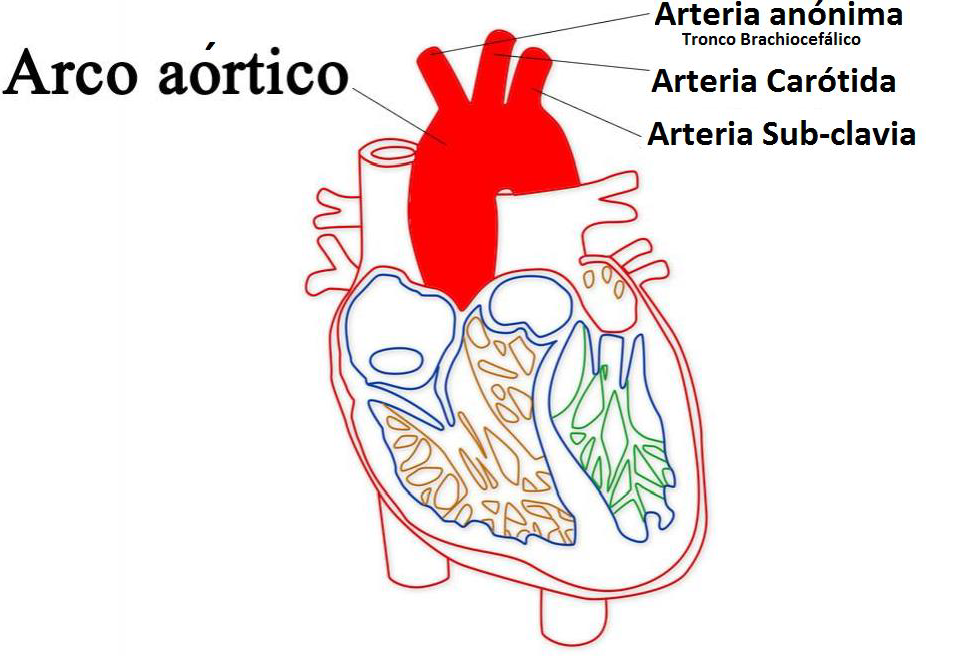 Arteria anónima
Tronco Brachiocefálico
Arco aórtico
Arteria Carótida
Arteria Sub-clavia